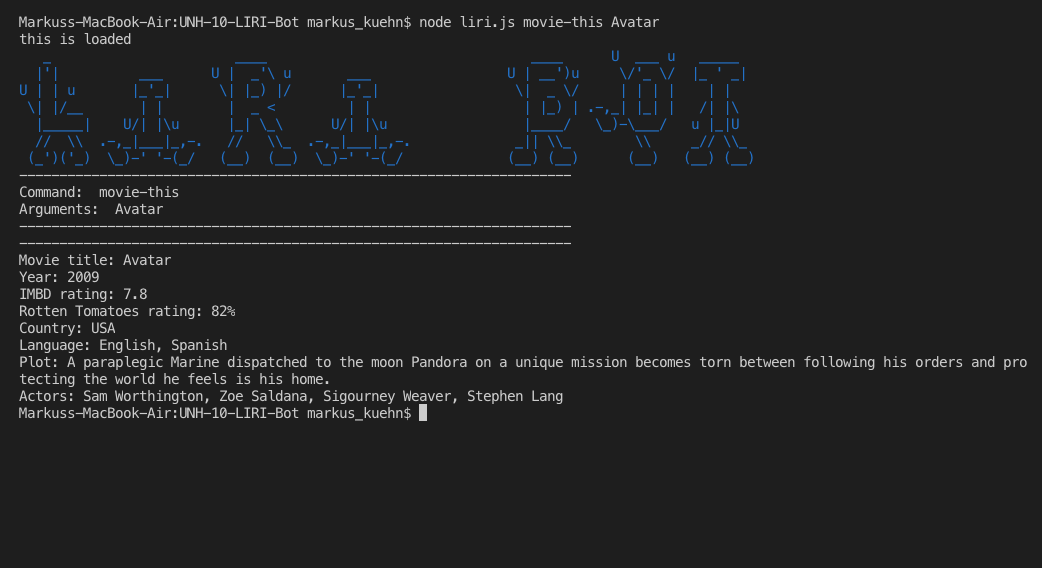 Markuss-MacBook-Air:UNH-10-LIRI-Bot markus_kuehn$ node liri.js movie-this Avatar
this is loaded
LIRI BOT
---------------------------------------------------------------------
Command:  movie-this
Arguments:  Avatar
---------------------------------------------------------------------
---------------------------------------------------------------------
Movie title: Avatar
Year: 2009
IMBD rating: 7.8
Rotten Tomatoes rating: 82%
Country: USA
Language: English, Spanish
Plot: A paraplegic Marine dispatched to the moon Pandora on a unique mission becomes torn between following his orders and pro
tecting the world he feels is his home.
Actors: Sam Worthington, Zoe Saldana, Sigourney Weaver, Stephen Lang
Markuss-MacBook-Air:UNH-10-LIRI-Bot markus_kuehn$